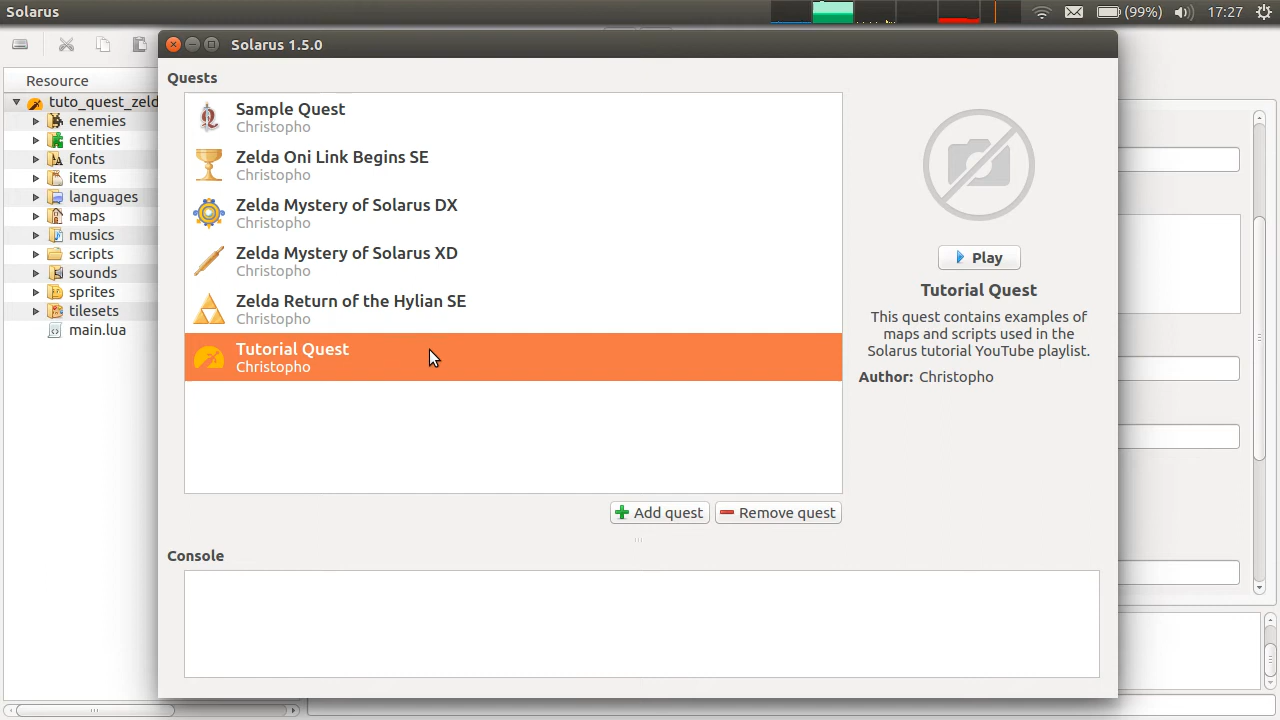 Solarus
(99%)
17:27
Solarus 1.5.0
Resource
tuto_quest_zeld
enemies
entities
fonts
items
languages
maps
musics
scripts
sounds
sprites
tilesets
main.lua
Quests
Sample Quest
Christopho
Zelda Oni Link Begins SE
Christopho
Zelda Mystery of Solarus DX
Christopho
Zelda Mystery of Solarus XD
Christopho
Zelda Return of the Hylian SE
Christopho
Tutorial Quest
Christopho
Add quest
Remove quest
Play
Tutorial Quest
This quest contains examples of
maps and scripts used in the
Solarus tutorial YouTube playlist.
Author: Christopho
Console